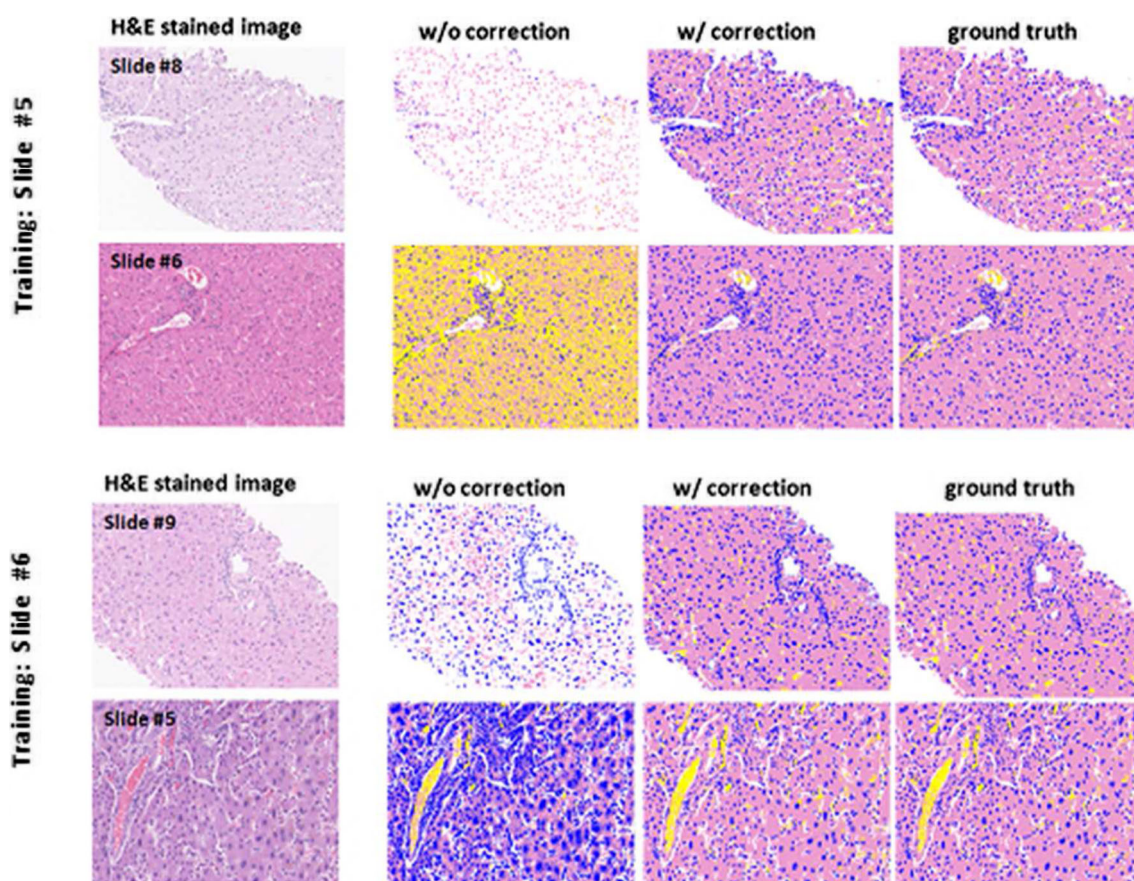 H&E stained image w/o correction w/ correction ground truth
Training: Slide #5
Slide #8
Slide #6
H&E stained image w/o correction w/ correction ground truth
Training: Slide #6
Slide #9
Slide #5